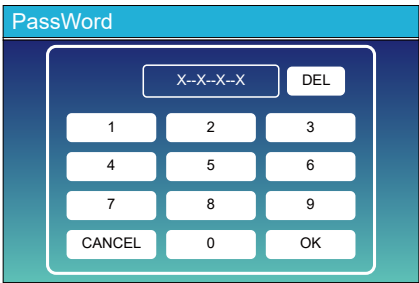 PassWord
X--X--X--X DEL
1 2 3
4 5 6
7 8 9
CANCEL 0 OK